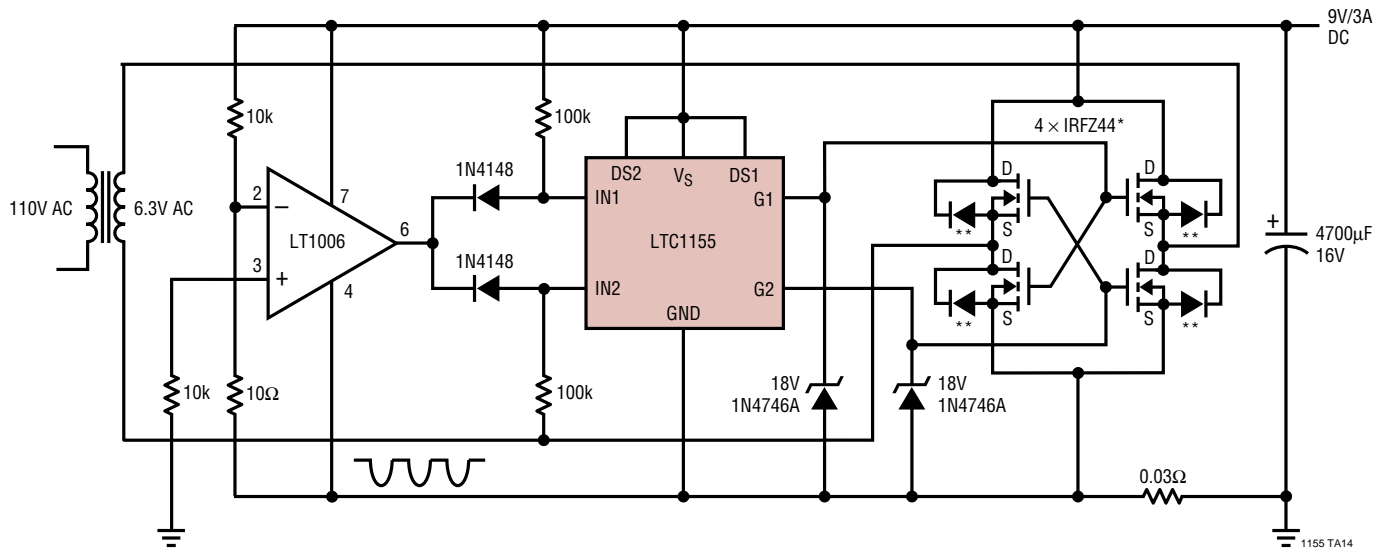 9V/3A
DC
10k
100k
4 × IRFZ44*
110V AC
6.3V AC
2
−
7
LT1006
6
3
+
4
1N4148
1N4148
DS2
VS
DS1
IN1
G1
LTC1155
IN2
G2
GND
D
S
**
D
S
**
D
S
**
D
S
**
+
4700µF
16V
10k
10Ω
100k
18V
1N4746A
18V
1N4746A
0.03Ω
1155 TA14